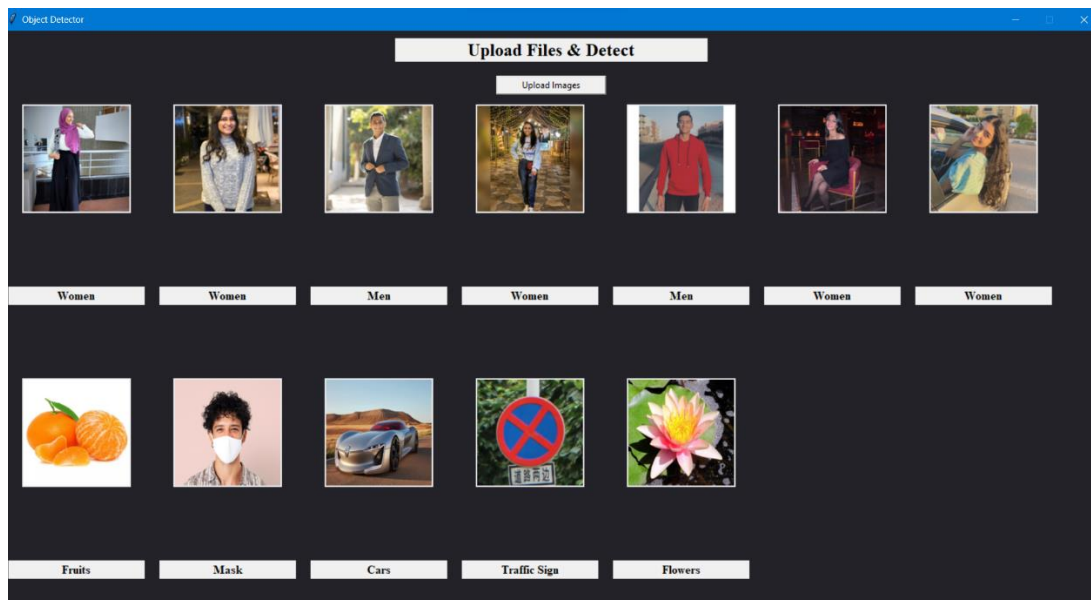 Object Detector
Upload Files & Detect
Upload Images
Women
Women
Men
Women
Men
Women
Women
Fruits
Mask
Cars
Traffic Sign
Flowers